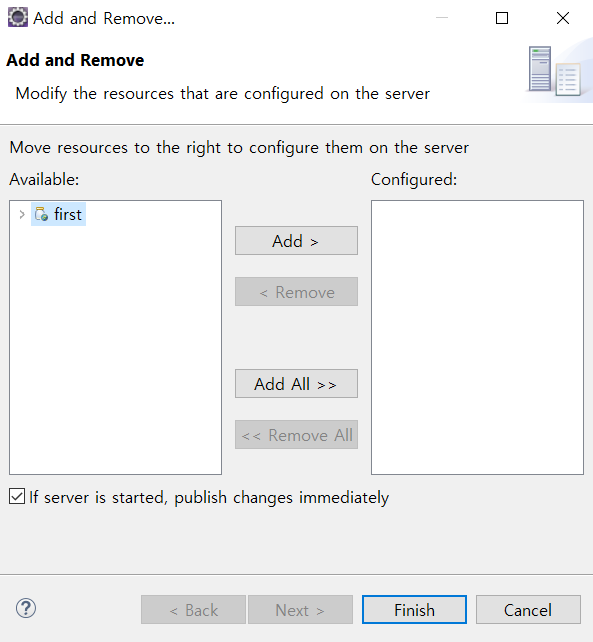 Add and Remove...
Add and Remove
Modify the resources that are configured on the server
Move resources to the right to configure them on the server
Available:
Configured:
first
Add >
< Remove
Add All >>
<< Remove All
If server is started, publish changes immediately
?
< Back
Next >
Finish
Cancel